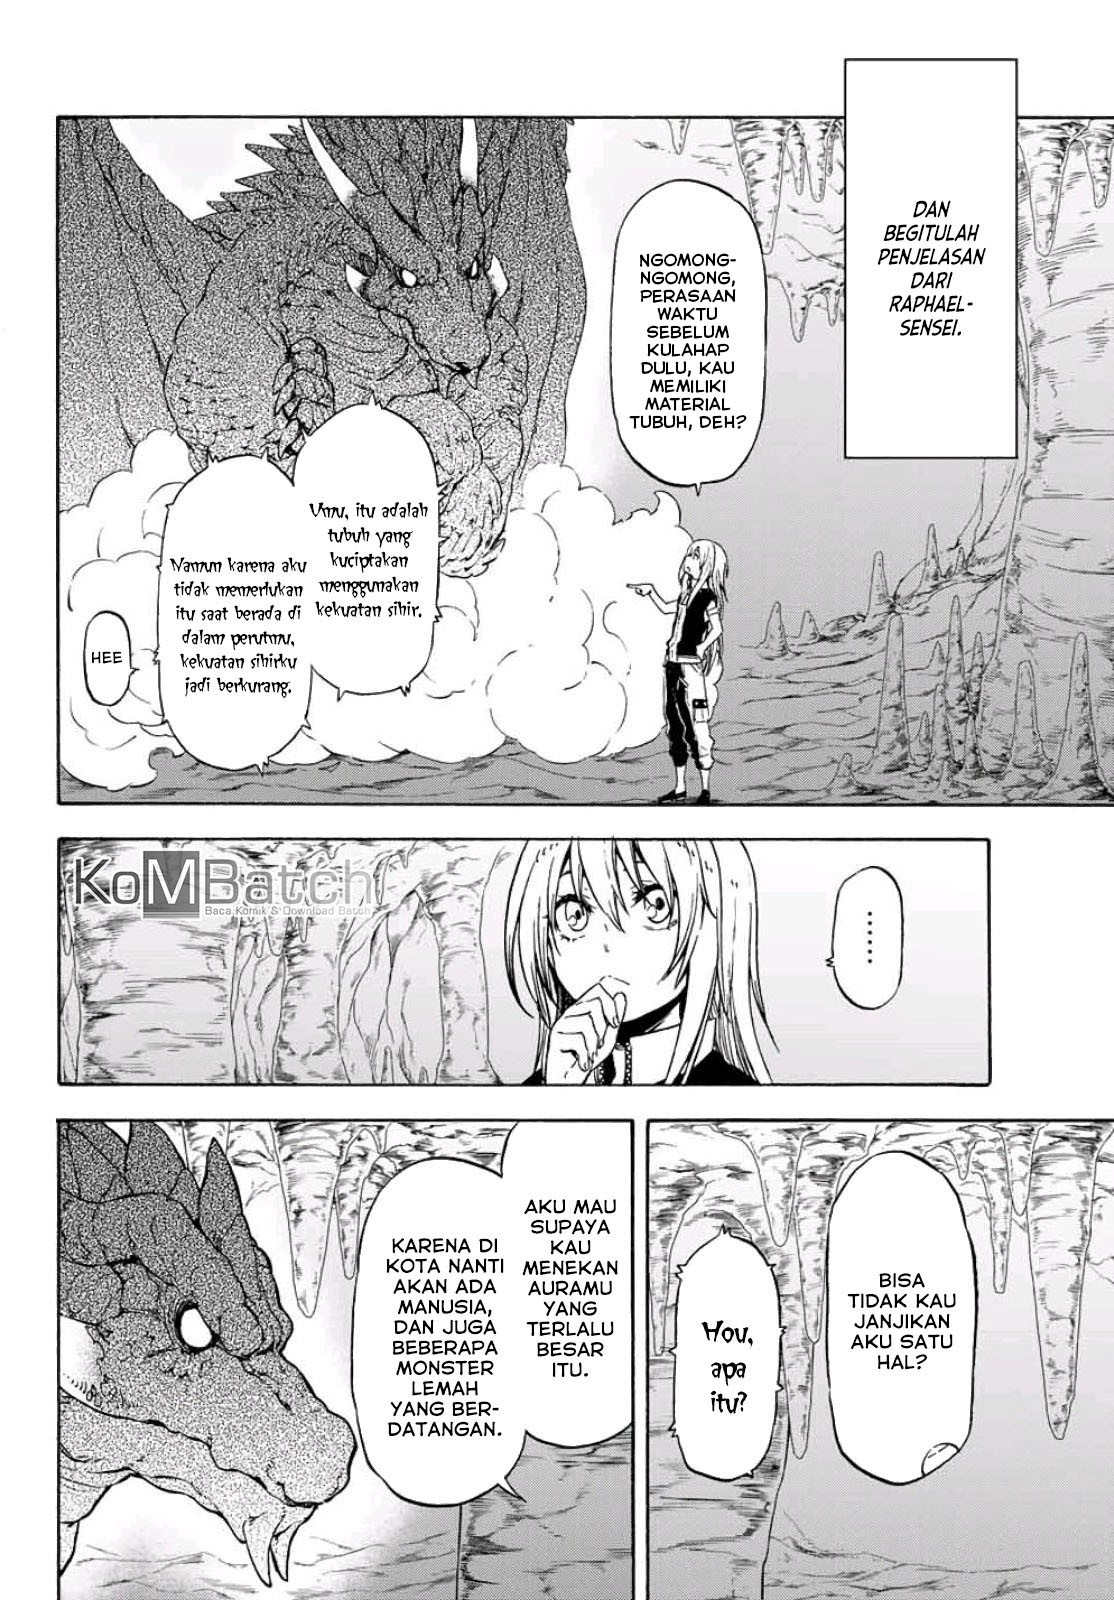 DAN
BEGITULAH
PENJELASAN
DARI
RAPHAEL-
SENSEI.
NGOMONG-
NGOMONG,
PERASAAN
WAKTU
SEBELUM
KULAHAP
DULU, KAU
MEMILIKI
MATERIAL
TUBUH, DEH?
Umu, itu adalah
tubuh yang
kuciptakan
menggunakan
kekuatan sihir.
Namun karena aku
tidak memerlukan
itu saat berada di
dalam perutmu,
kekuatan sihirku
jadi berkurang.
HEE
KoMBatch
Baca Komik & Download Batch
......
BISA
TIDAK KAU
JANJIKAN
AKU SATU
HAL?
Hou,
apa
itu?
AKU MAU
SUPAYA
KAU
MENEKAN
AURAMU
YANG
TERLALU
BESAR
ITU.
KARENA DI
KOTA NANTI
AKAN ADA
MANUSIA,
DAN JUGA
BEBERAPA
MONSTER
LEMAH
YANG BER-
DATANGAN.